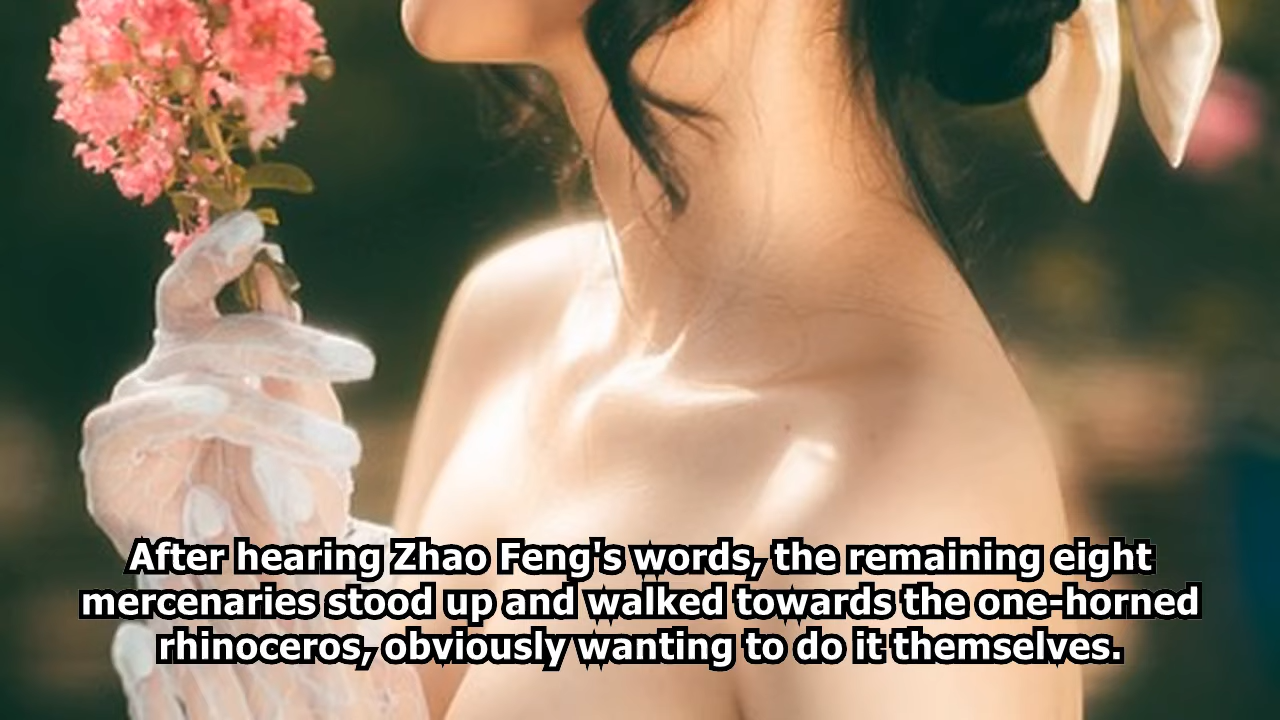 After hearing Zhao Feng's words, the remaining eight
mercenaries stood up and walked towards the one-horned
rhinoceros, obviously wanting to do it themselves.